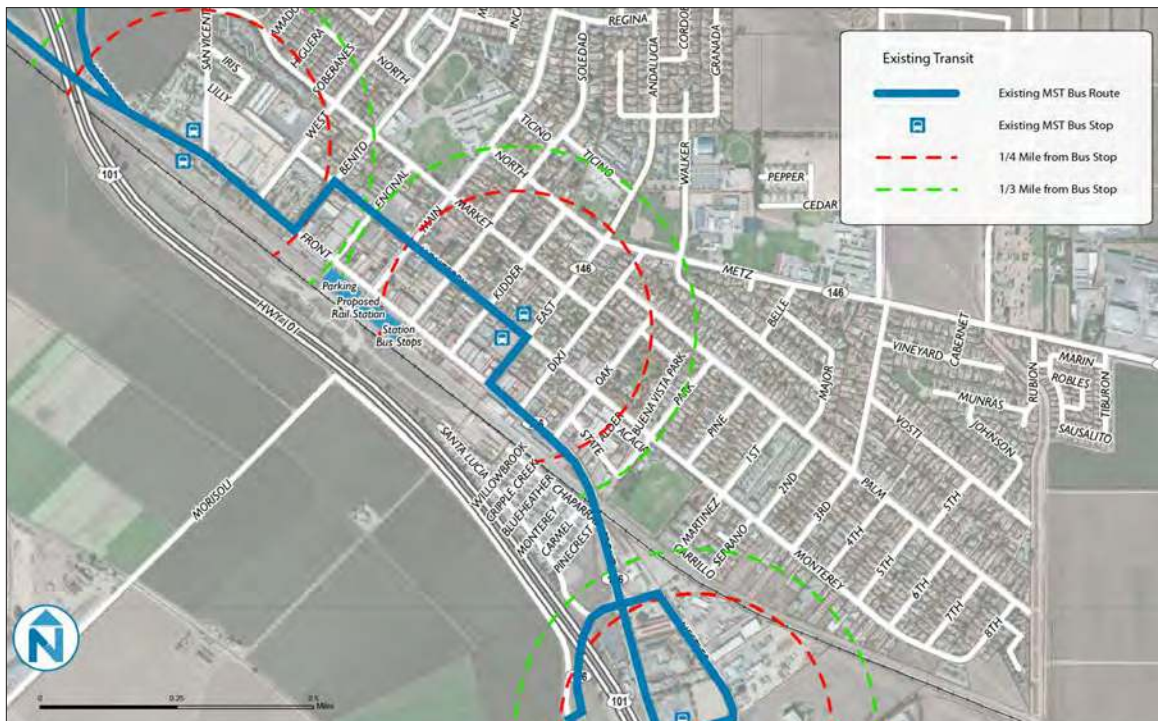 Existing Transit
Existing MST Bus Route
Existing MST Bus Stop
1/4 Mile from Bus Stop
1/3 Mile from Bus Stop
REGINA
AMADO
HIGUERA
SOBERANES
SAN VICENT
IRIS
LILLY
NORTH
WEST
BENITO
ENCINAL
MAIN
MARKET
NORTH
TICINO
TICINO
SOLEDAD
ANDALUCIA
CORDO
GRANADA
WALKER
PEPPER
CEDAR
101
FRONT
Parking
Proposed
Rail Station
Station
Bus Stops
HWY 101
KIDDER
EAST
146
METZ
146
DIXI
OAK
ALDER
ACACIA
BUENA VISTA PARK
PARK
STATE
PINE
1ST
2ND
3RD
4TH
5TH
6TH
7TH
8TH
BELLE
MAJOR
VINEYARD
CABERNET
MUNRAS
JOHNSON
VOSTI
PALM
5TH
RUBION
MARIN
ROBLES
TIBURON
SAUSALITO
MORISOLI
SANTA LUCIA
WILLOWBROOK
CRIPPLE CREEK
BLUEHEATHER
MONTEREY
CARMEL
PINECREST
CHAPARR
MARTINEZ
CARRILLO
SERRANO
MONTEREY
101
N
0 0.25 0.5
Miles